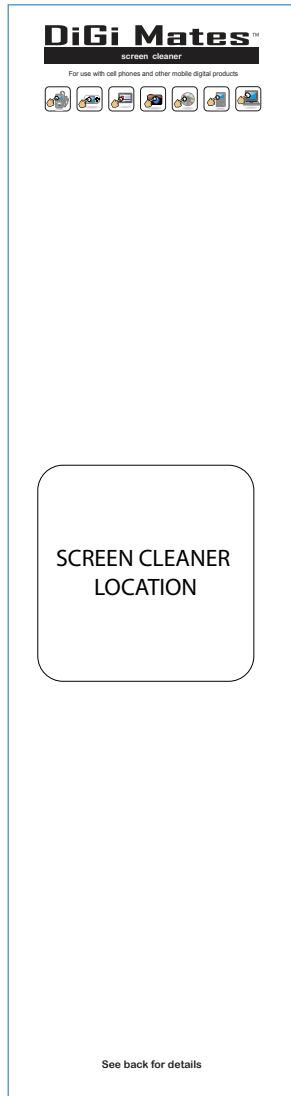 DiGi Mates™
screen cleaner
For use with cell phones and other mobile digital products
SCREEN CLEANER
LOCATION
See back for details